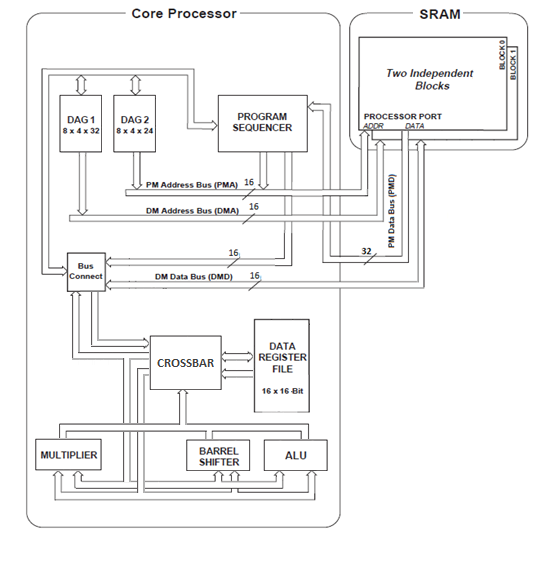 Core Processor
SRAM
Two Independent
Blocks
BLOCK 0
BLOCK 1
PROCESSOR PORT
ADDR
DATA
DAG 1
8 x 4 x 32
DAG 2
8 x 4 x 24
PROGRAM
SEQUENCER
PM Address Bus (PMA)
16
DM Address Bus (DMA)
16
PM Data Bus (PMD)
16
32
Bus
Connect
DM Data Bus (DMD)
16
CROSSBAR
DATA
REGISTER
FILE
16 x 16 -Bit
MULTIPLIER
BARREL
SHIFTER
ALU